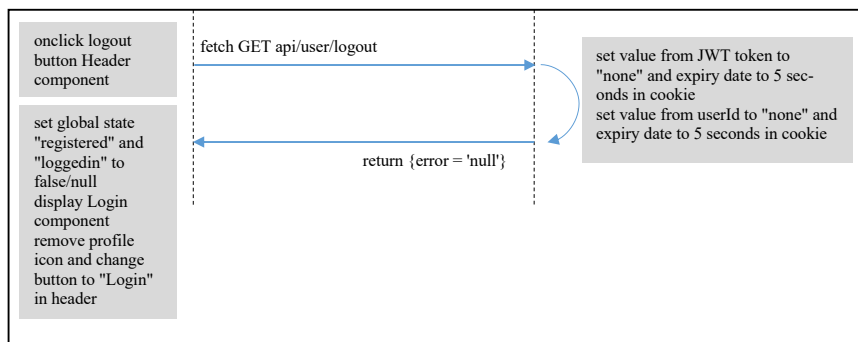 onclick logout
button Header
component
fetch GET api/user/logout
set value from JWT token to
"none" and expiry date to 5 sec-
onds in cookie
set value from userId to "none" and
expiry date to 5 seconds in cookie
return {error = 'null'}
set global state
"registered" and
"loggedin" to
false/null
display Login
component
remove profile
icon and change
button to "Login"
in header